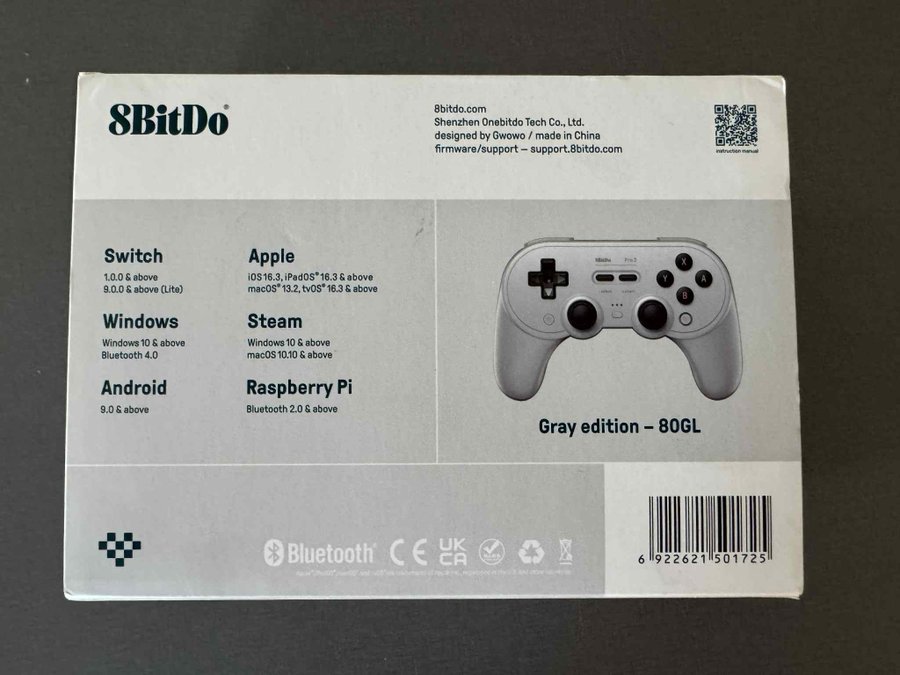 8BitDo®
8bitdo.com
Shenzhen Onebitdo Tech Co., Ltd.
designed by Gwowo / made in China
firmware/support – support.8bitdo.com
instruction manual
Switch
1.0.0 & above
9.0.0 & above (Lite)
Apple
iOS 16.3, iPadOS® 16.3 & above
macOS® 13.2, tvOS® 16.3 & above
Windows
Windows 10 & above
Bluetooth 4.0
Steam
Windows 10 & above
macOS 10.10 & above
Android
9.0 & above
Raspberry Pi
Bluetooth 2.0 & above
8BitDo Pro 2
select start
X
Y A
B
Gray edition – 80GL
Bluetooth® CE UK
CA
6 922621 501725